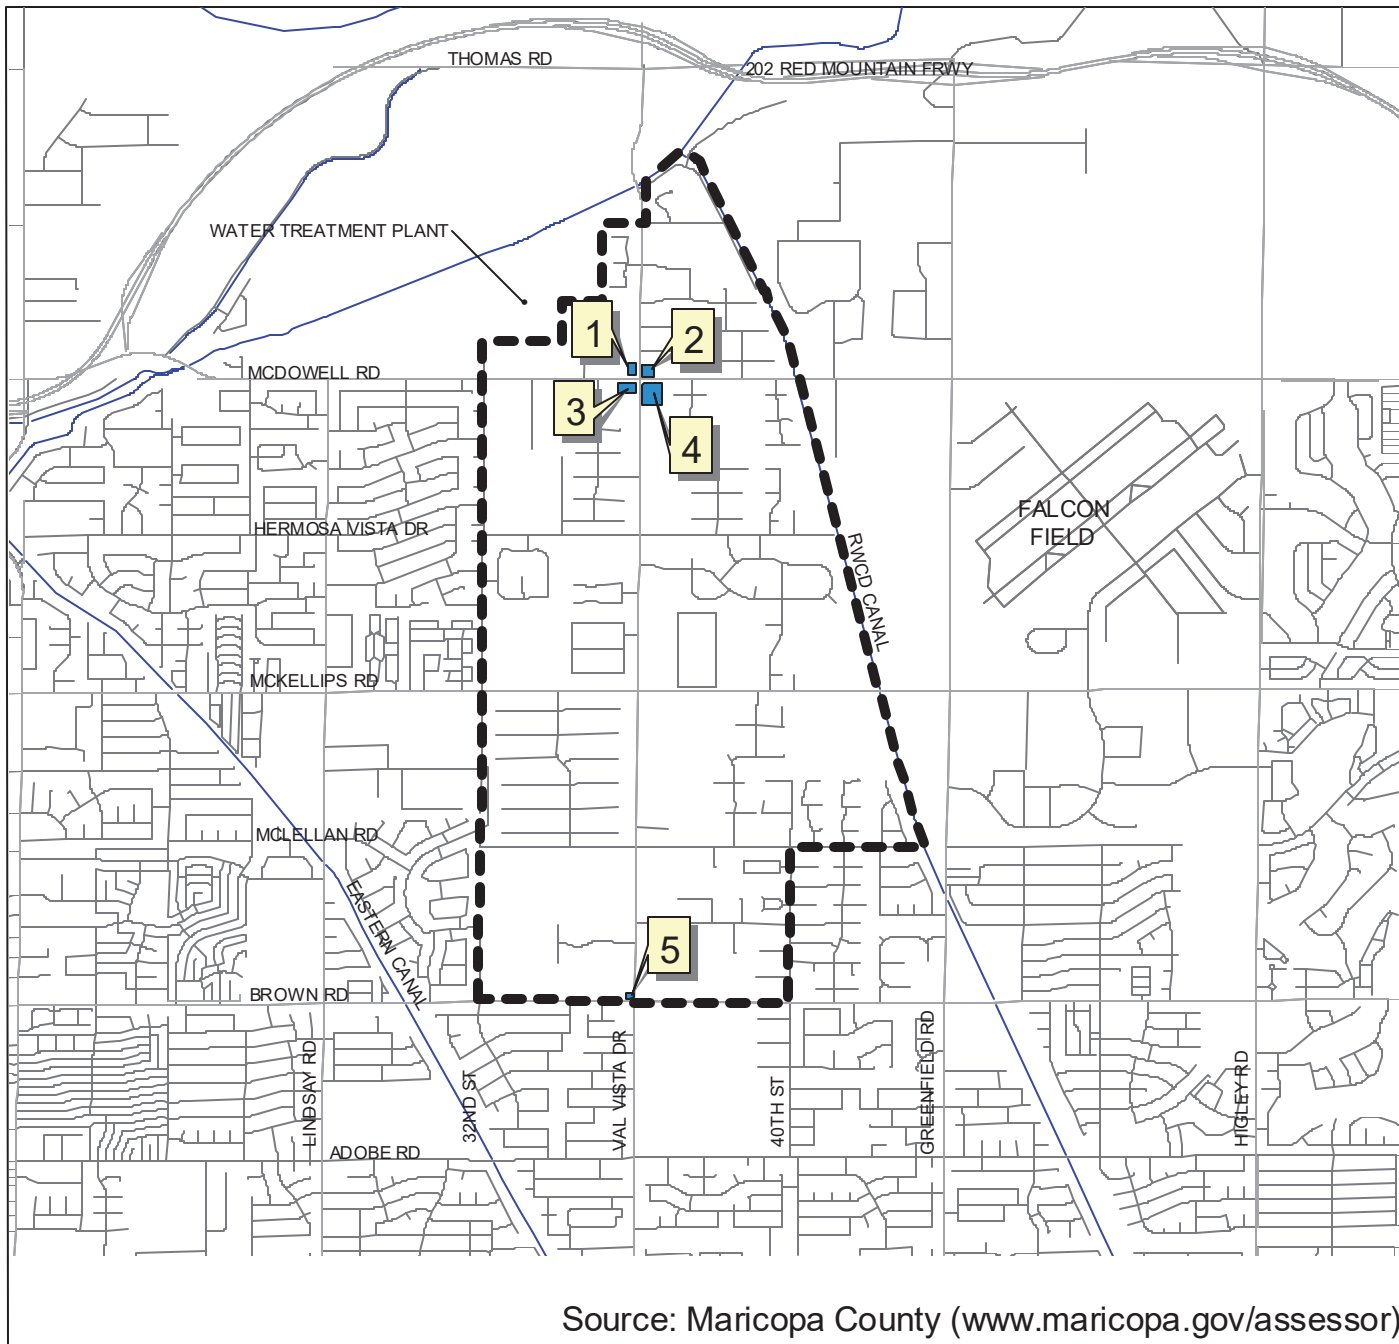 THOMAS RD
202 RED MOUNTAIN FRWY
WATER TREATMENT PLANT
1
2
MCDOWELL RD
3
4
FALCON
FIELD
HERMOSA VISTA DR
RWCD CANAL
MCKELLIPS RD
MCLELLAN RD
EASTERN CANAL
5
BROWN RD
LINDSAY RD
32ND ST
VAL VISTA DR
40TH ST
GREENFIELD RD
HIGLEY RD
ADOBE RD
Source: Maricopa County (www.maricopa.gov/assessor)